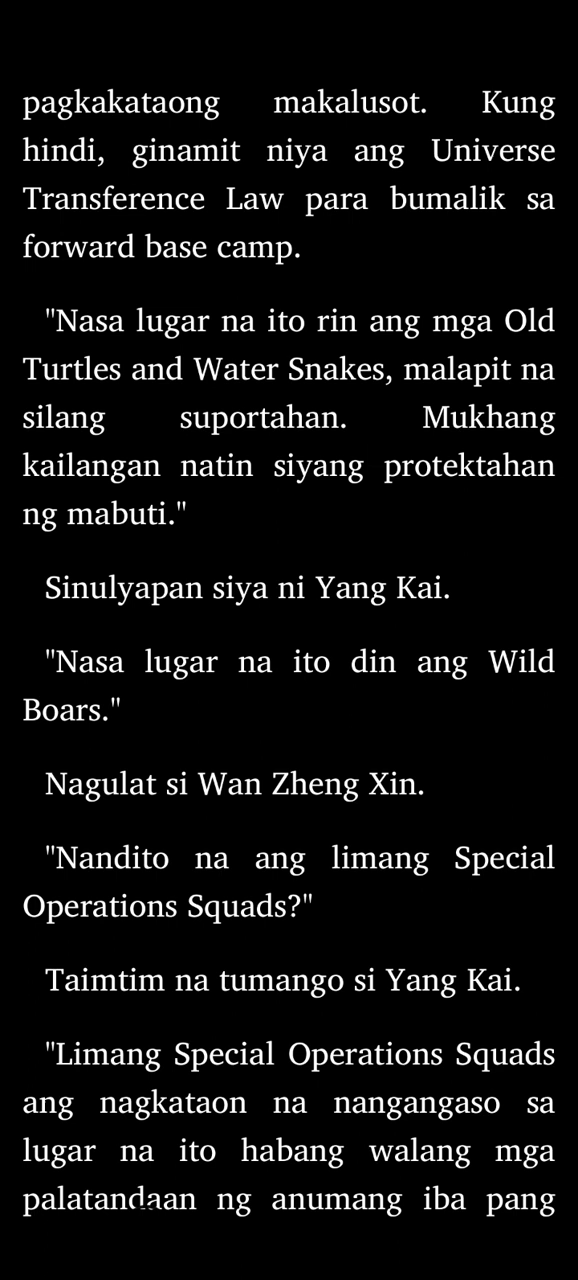 pagkakataong makalusot. Kung
hindi, ginamit niya ang Universe
Transference Law para bumalik sa
forward base camp.
"Nasa lugar na ito rin ang mga Old
Turtles and Water Snakes, malapit na
silang suportahan. Mukhang
kailangan natin siyang protektahan
ng mabuti."
Sinulyapan siya ni Yang Kai.
"Nasa lugar na ito din ang Wild
Boars."
Nagulat si Wan Zheng Xin.
"Nandito na ang limang Special
Operations Squads?"
Taimtim na tumango si Yang Kai.
"Limang Special Operations Squads
ang nagkataon na nangangaso sa
lugar na ito habang walang mga
palatandaan ng anumang iba pang